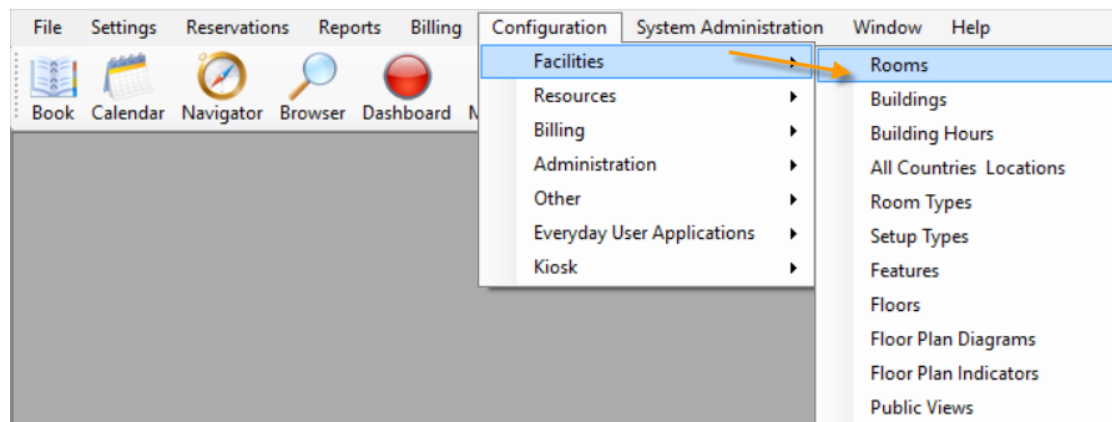 File Settings Reservations Reports Billing Configuration System Administration Window Help
Book Calendar Navigator Browser Dashboard
Facilities
Resources
Billing
Administration
Other
Everyday User Applications
Kiosk
Rooms
Buildings
Building Hours
All Countries Locations
Room Types
Setup Types
Features
Floors
Floor Plan Diagrams
Floor Plan Indicators
Public Views